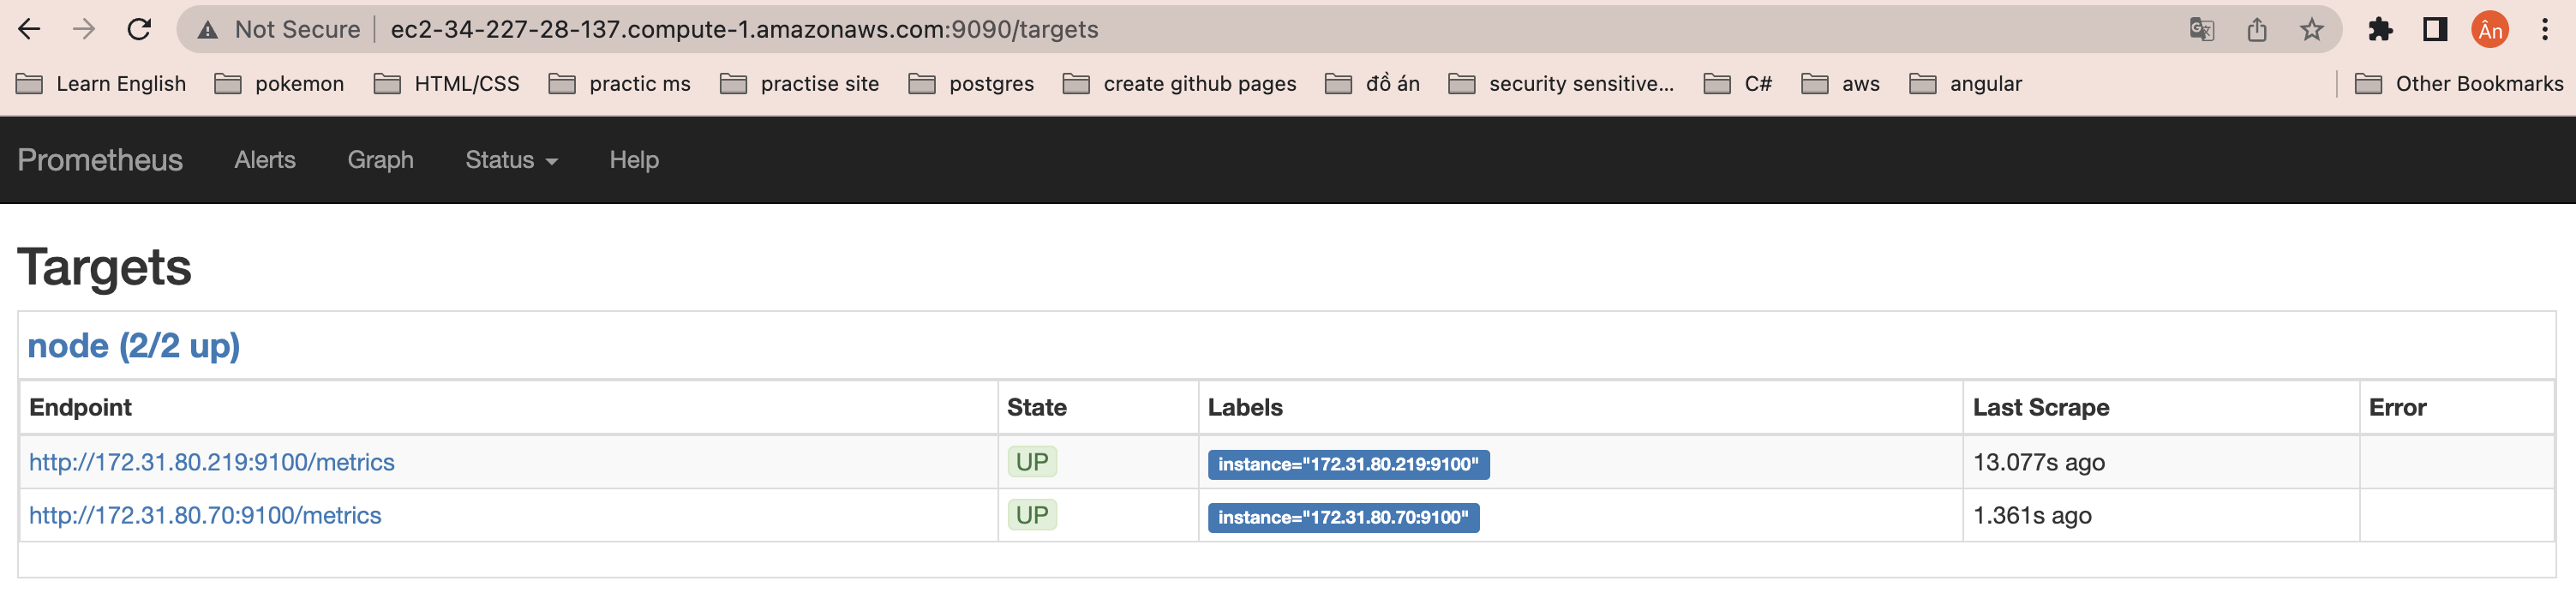 Not Secure ec2-34-227-28-137.compute-1.amazonaws.com:9090/targets Ân
Learn English pokemon HTML/CSS practic ms practise site postgres create github pages đồ án security sensitive... C# aws angular Other Bookmarks
Prometheus Alerts Graph Status Help
Targets
node (2/2 up)
Endpoint State Labels Last Scrape Error
http://172.31.80.219:9100/metrics UP instance="172.31.80.219:9100" 13.077s ago
http://172.31.80.70:9100/metrics UP instance="172.31.80.70:9100" 1.361s ago